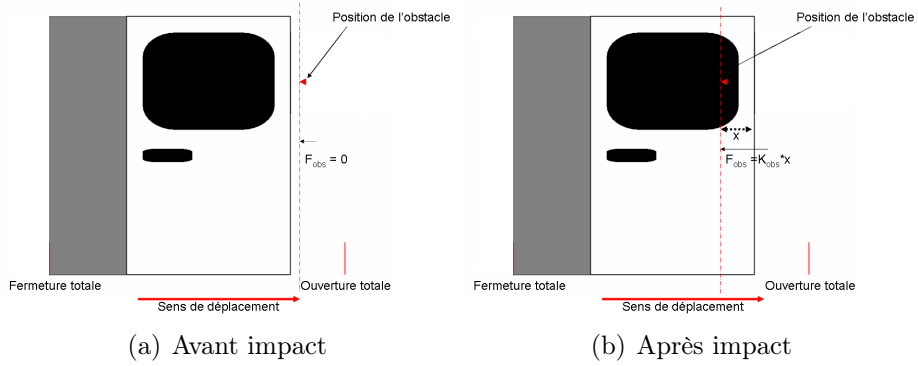 Position de l'obstacle
F_obs = 0
Fermeture totale
Ouverture totale
Sens de déplacement
(a) Avant impact
Position de l'obstacle
x
F_obs =K_obs*x
Fermeture totale
Ouverture totale
Sens de déplacement
(b) Après impact